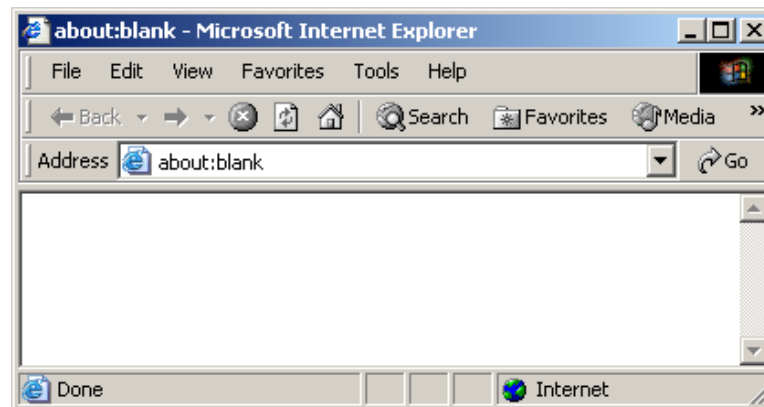 about:blank - Microsoft Internet Explorer
File Edit View Favorites Tools Help
Back Search Favorites Media »
Address about:blank Go
Done Internet